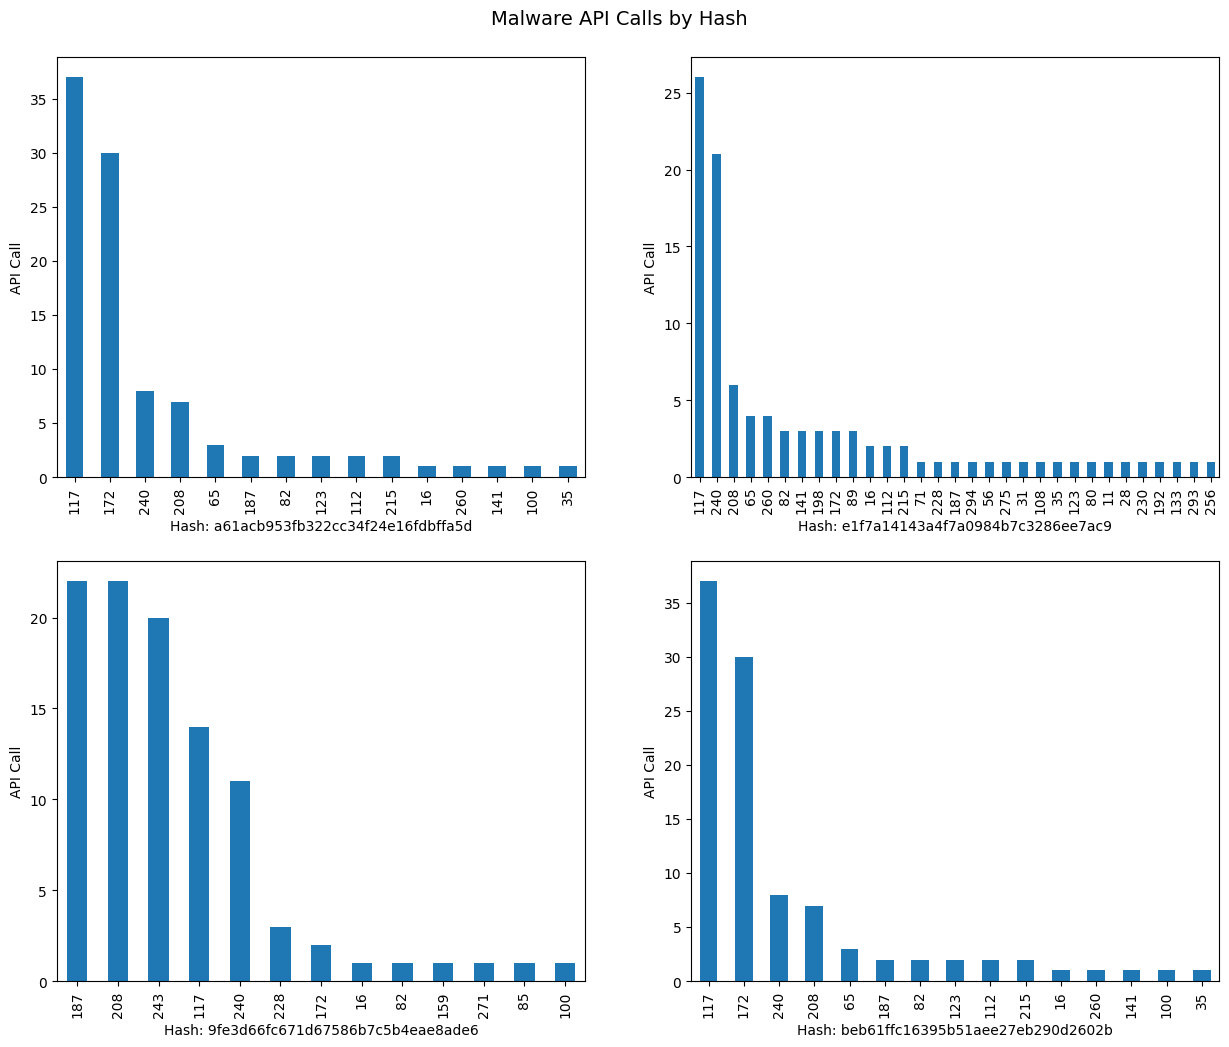 Malware API Calls by Hash
35
30
25
20
15
10
5
0
API Call
117 172 240 208 65 187 82 123 112 215 16 260 141 100 35
Hash: a61acb953fb322cc34f24e16fdbffa5d
25
20
15
10
5
0
API Call
117 240 208 65 260 82 141 198 172 89 16 112 215 71 228 187 294 56 275 31 108 35 123 80 11 28 230 192 133 293 256
Hash: e1f7a14143a4f7a0984b7c3286ee7ac9
20
15
10
5
0
API Call
187 208 243 117 240 228 172 16 82 159 271 85 100
Hash: 9fe3d66fc671d67586b7c5b4eae8ade6
35
30
25
20
15
10
5
0
API Call
117 172 240 208 65 187 82 123 112 215 16 260 141 100 35
Hash: beb61ffc16395b51aee27eb290d2602b